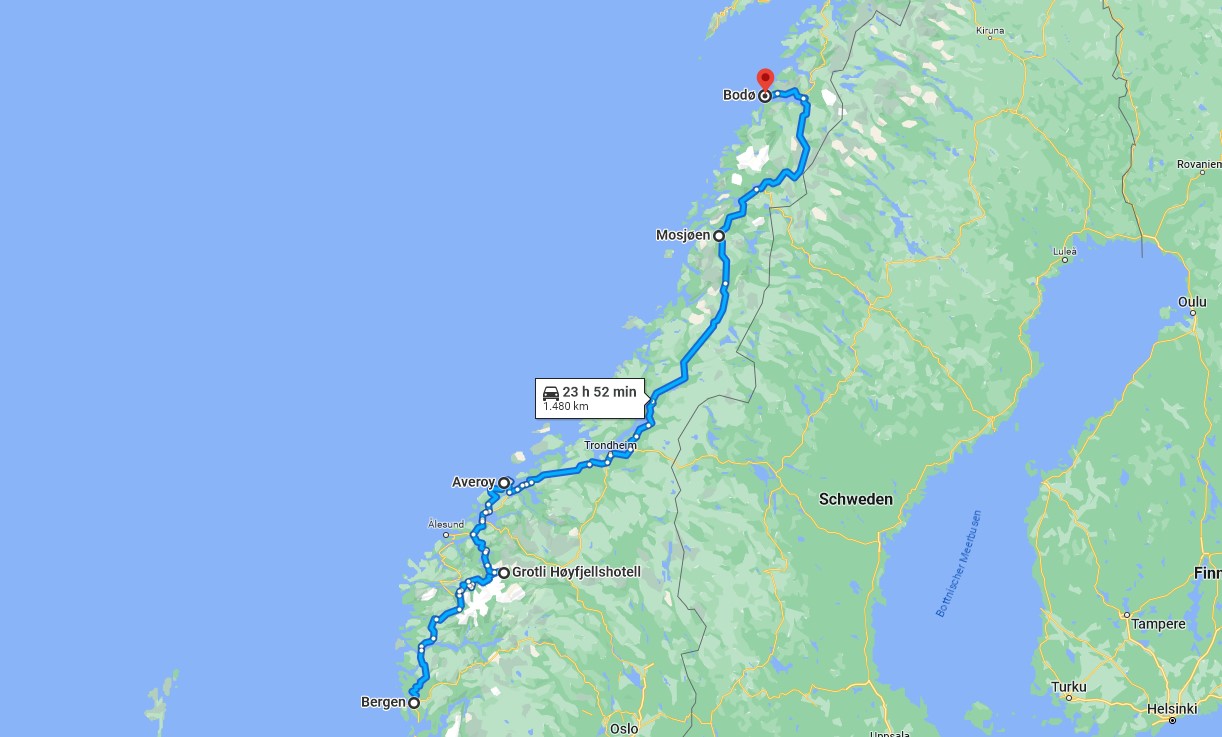 Kiruna
Bodø
Rovaniem
Mosjøen
Luleå
Oulu
23 h 52 min
1.480 km
Trondheim
Averoy
Schweden
Ålesund
Bottnischer Meerbusen
Grotli Høyfjellshotell
Finn
Tampere
Turku
Bergen
Helsinki
Oslo
Uppsala